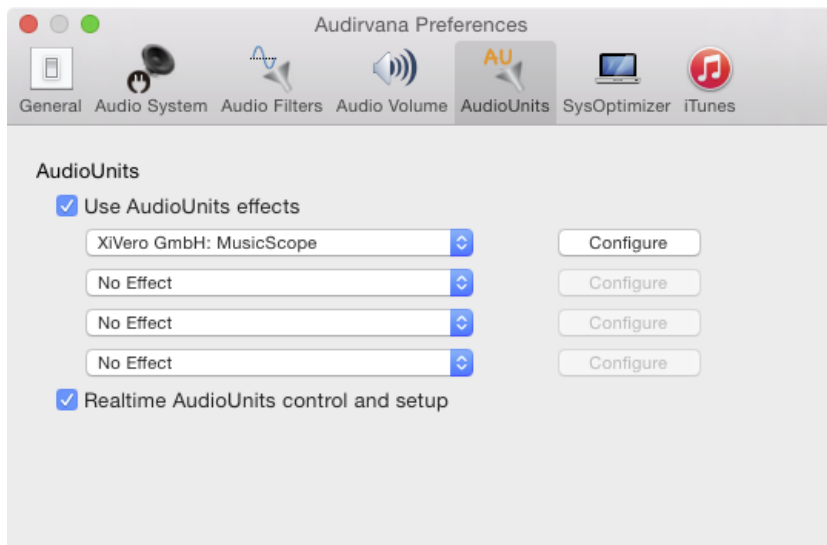 Audirvana Preferences
AU
General Audio System Audio Filters Audio Volume AudioUnits SysOptimizer iTunes
AudioUnits
Use AudioUnits effects
XiVero GmbH: MusicScope Configure
No Effect Configure
No Effect Configure
No Effect Configure
Realtime AudioUnits control and setup